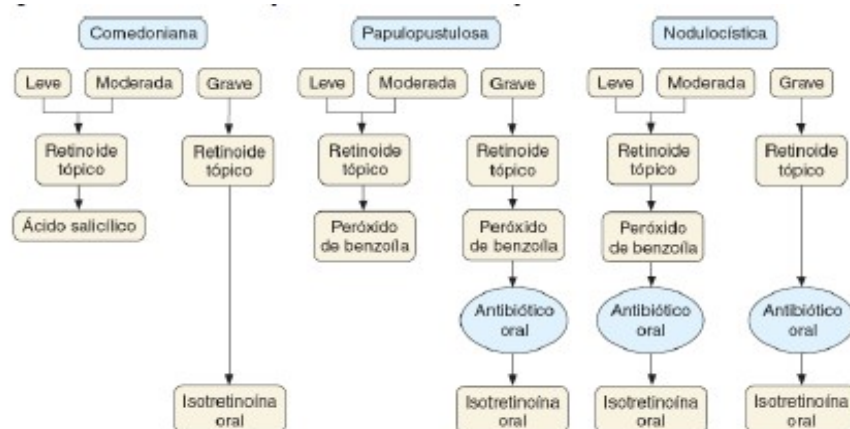 Comedoniana
Papulopustulosa
Nodulocística
Leve
Moderada
Grave
Leve
Moderada
Grave
Leve
Moderada
Grave
Retinoide
tópico
Retinoide
tópico
Retinoide
tópico
Retinoide
tópico
Retinoide
tópico
Retinoide
tópico
Ácido salicílico
Peróxido
de benzoíla
Peróxido
de benzoíla
Peróxido
de benzoíla
Antibiótico
oral
Antibiótico
oral
Antibiótico
oral
Isotretinoína
oral
Isotretinoína
oral
Isotretinoína
oral
Isotretinoína
oral